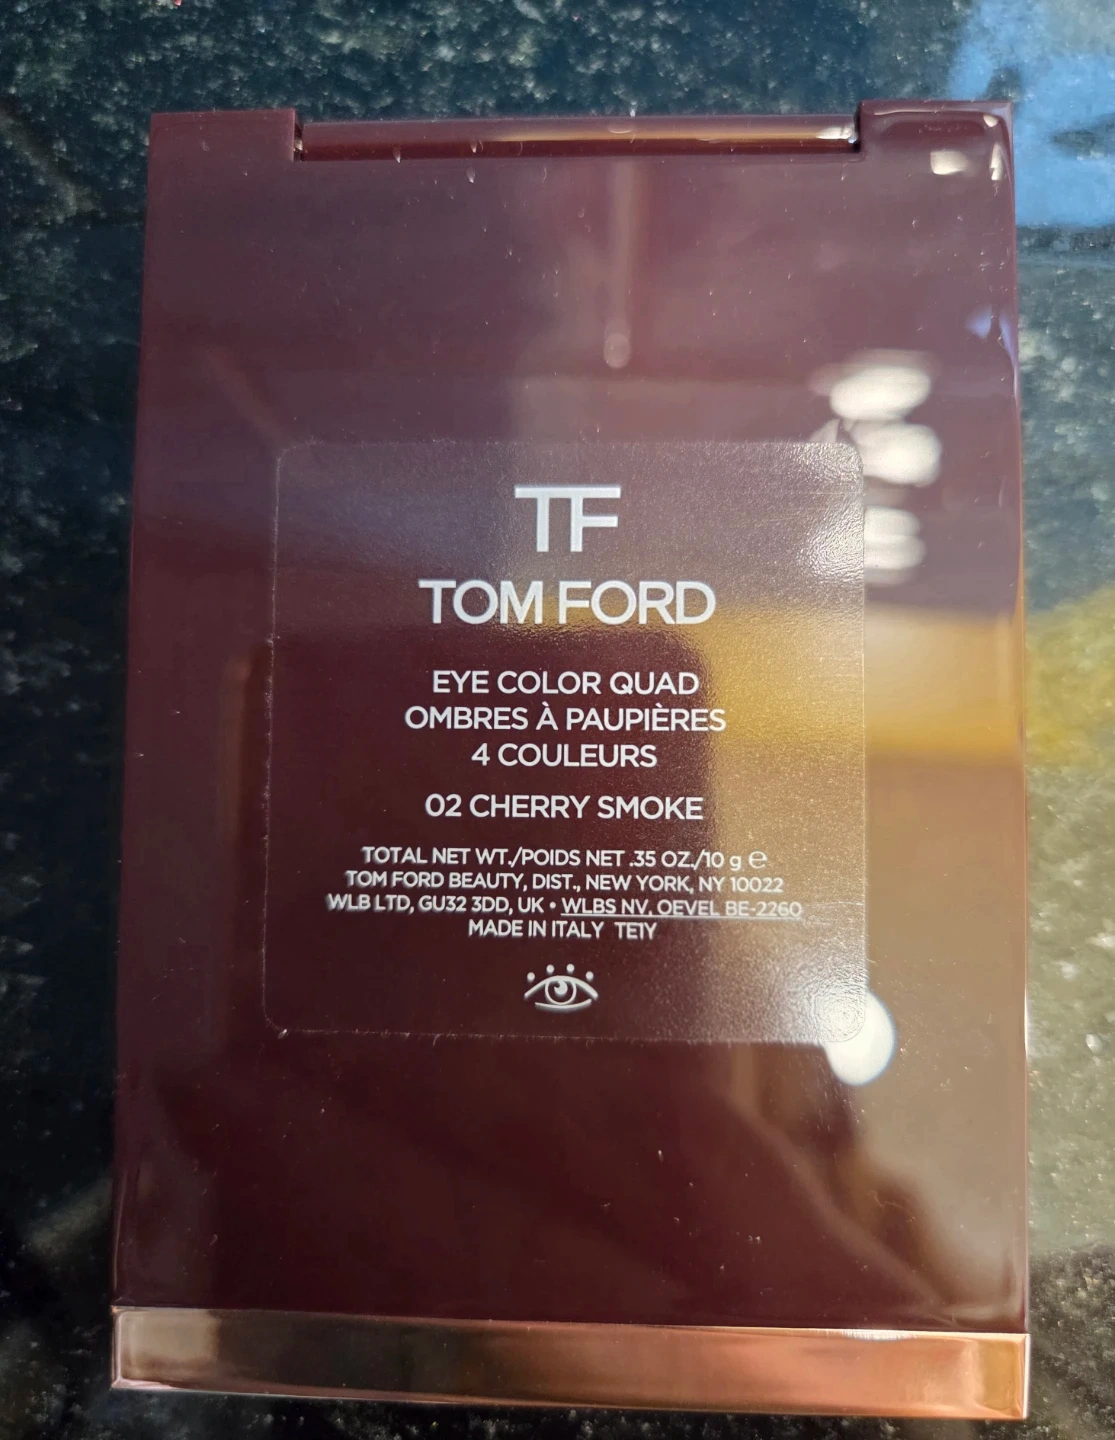 TF
TOM FORD
EYE COLOR QUAD
OMBRES À PAUPIÈRES
4 COULEURS
02 CHERRY SMOKE
TOTAL NET WT./POIDS NET .35 OZ./10 g ℮
TOM FORD BEAUTY, DIST., NEW YORK, NY 10022
WLB LTD, GU32 3DD, UK • WLBS NV, OEVEL BE-2260
MADE IN ITALY TE1Y